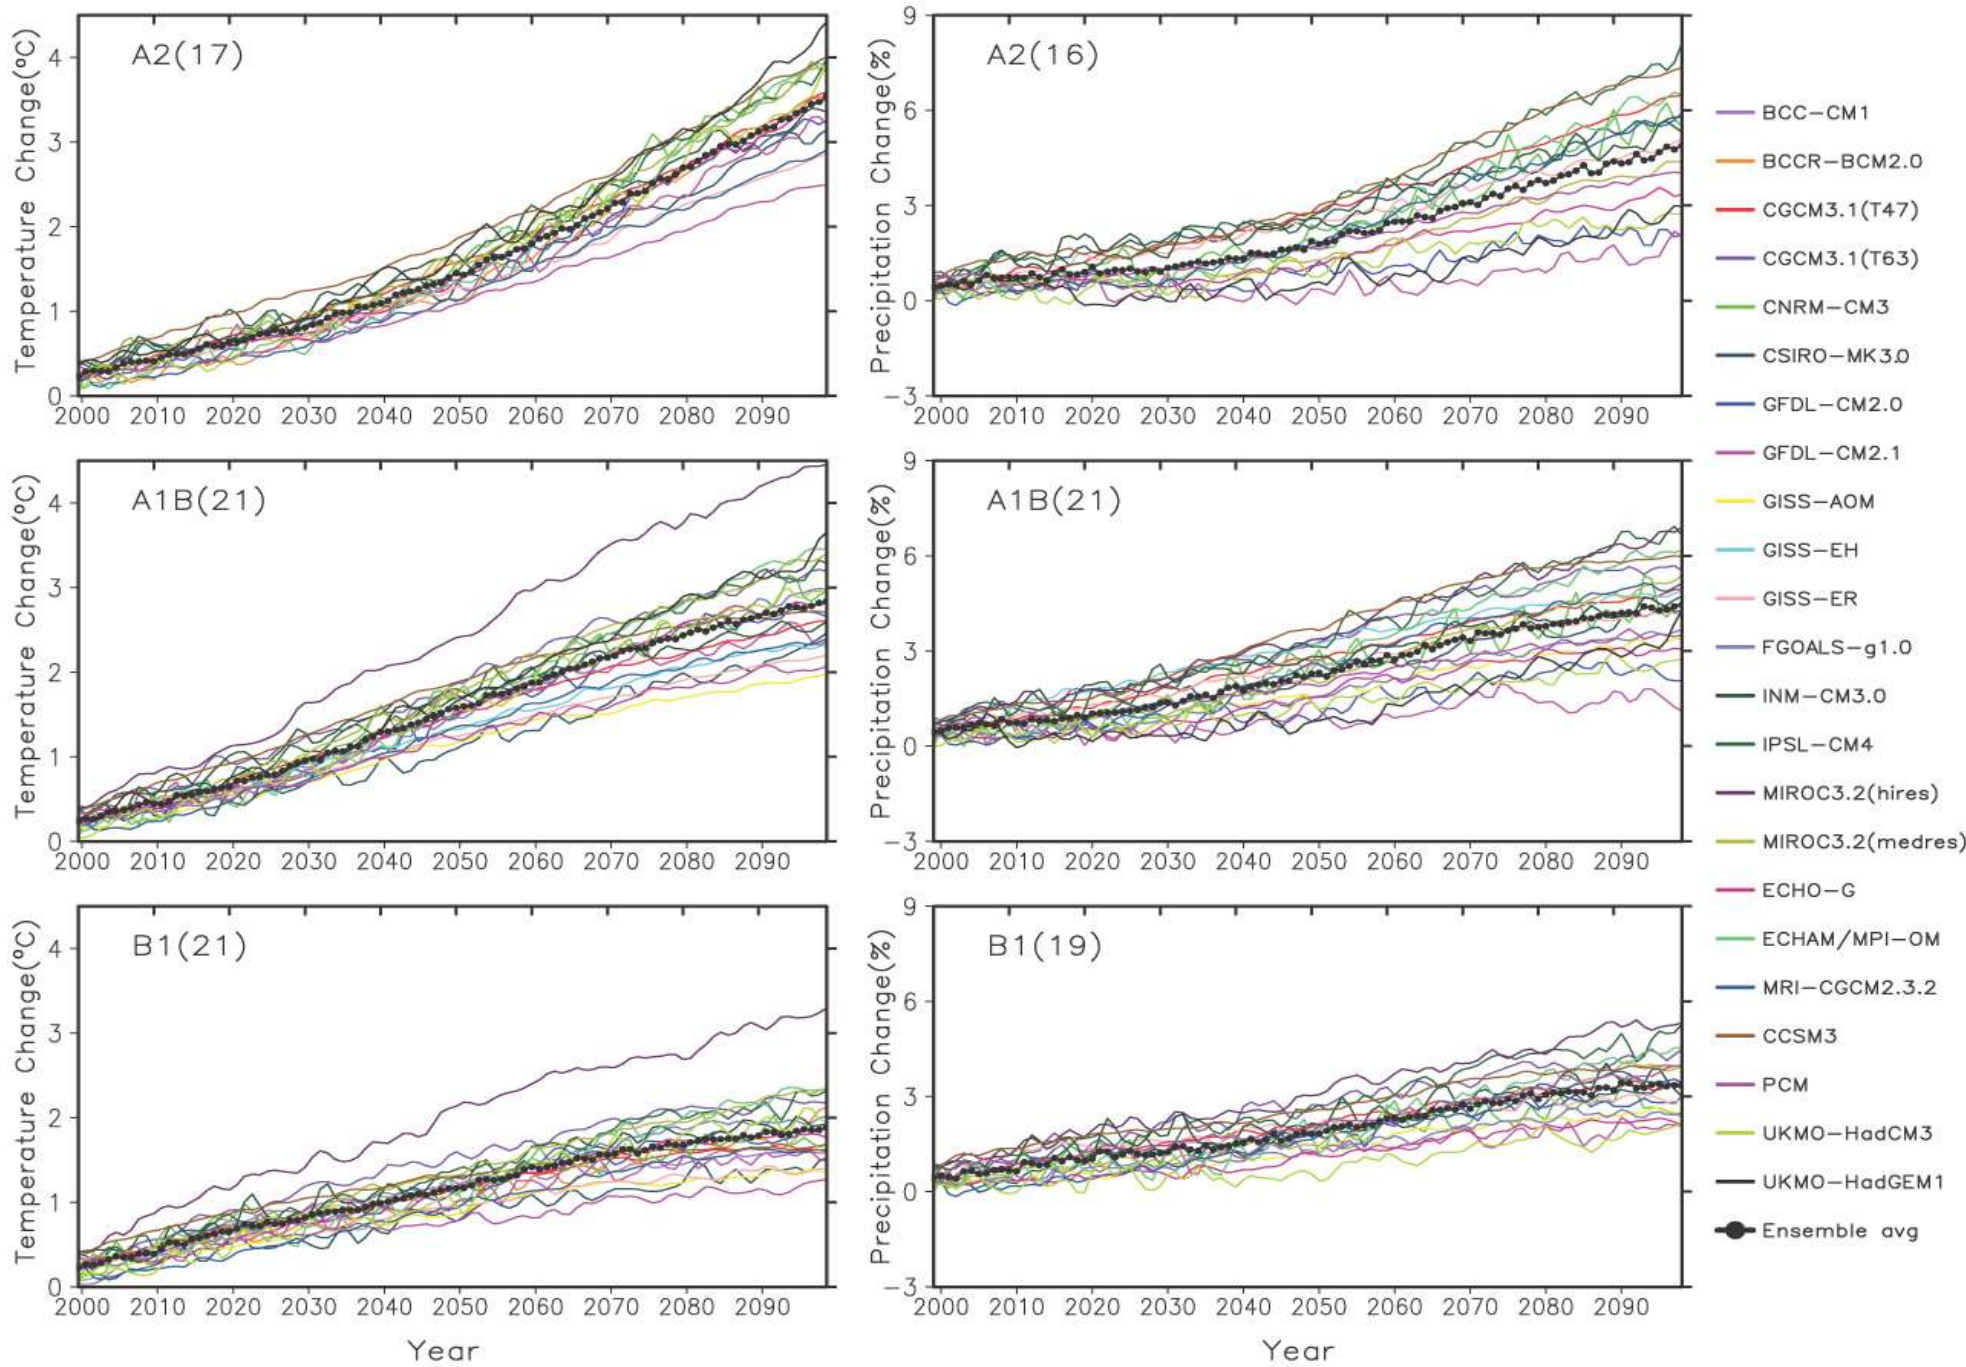 A2(17)
Temperature Change(ºC)
4
3
2
1
0
2000 2010 2020 2030 2040 2050 2060 2070 2080 2090
A2(16)
Precipitation Change(%)
9
6
3
0
−3
2000 2010 2020 2030 2040 2050 2060 2070 2080 2090
A1B(21)
Temperature Change(ºC)
4
3
2
1
0
2000 2010 2020 2030 2040 2050 2060 2070 2080 2090
A1B(21)
Precipitation Change(%)
9
6
3
0
−3
2000 2010 2020 2030 2040 2050 2060 2070 2080 2090
B1(21)
Temperature Change(ºC)
4
3
2
1
0
2000 2010 2020 2030 2040 2050 2060 2070 2080 2090
Year
B1(19)
Precipitation Change(%)
9
6
3
0
−3
2000 2010 2020 2030 2040 2050 2060 2070 2080 2090
Year
BCC−CM1
BCCR−BCM2.0
CGCM3.1(T47)
CGCM3.1(T63)
CNRM−CM3
CSIRO−MK3.0
GFDL−CM2.0
GFDL−CM2.1
GISS−AOM
GISS−EH
GISS−ER
FGOALS−g1.0
INM−CM3.0
IPSL−CM4
MIROC3.2(hires)
MIROC3.2(medres)
ECHO−G
ECHAM/MPI−OM
MRI−CGCM2.3.2
CCSM3
PCM
UKMO−HadCM3
UKMO−HadGEM1
Ensemble avg